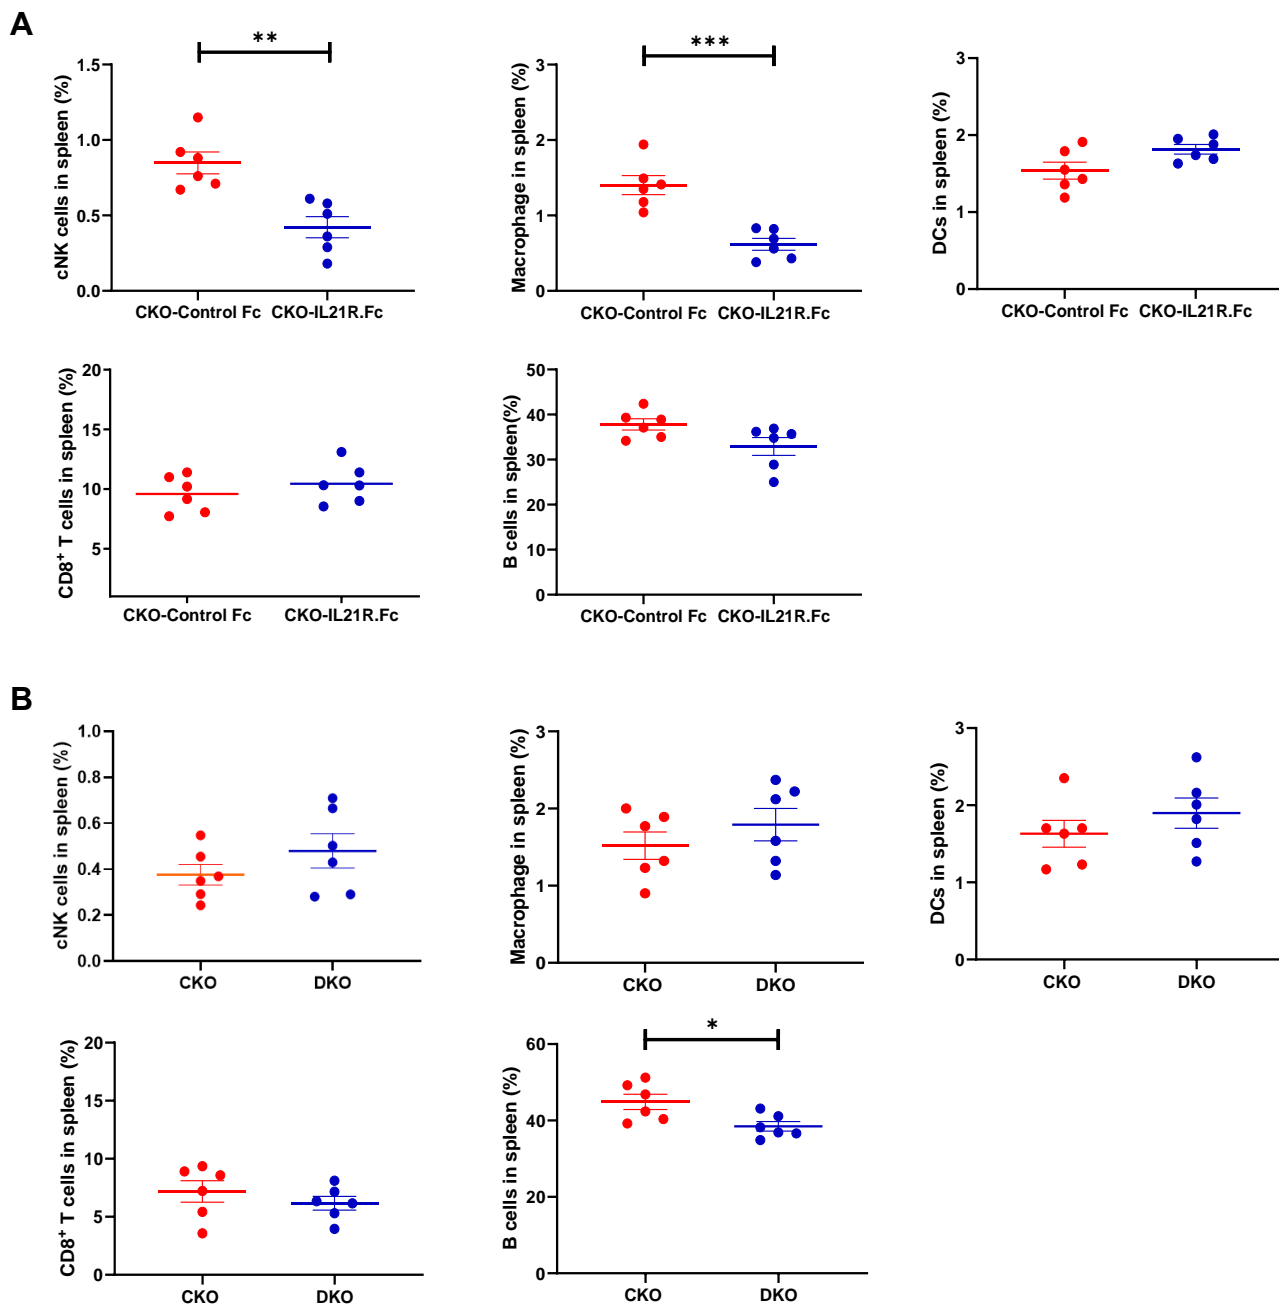 A
**
cNK cells in spleen (%)
1.5
1.0
0.5
0.0
CKO-Control Fc CKO-IL21R.Fc
***
Macrophage in spleen (%)
3
2
1
0
CKO-Control Fc CKO-IL21R.Fc
DCs in spleen (%)
3
2
1
0
CKO-Control Fc CKO-IL21R.Fc
CD8⁺ T cells in spleen (%)
20
15
10
5
CKO-Control Fc CKO-IL21R.Fc
B cells in spleen(%)
50
40
30
20
10
0
CKO-Control Fc CKO-IL21R.Fc
B
cNK cells in spleen (%)
1.0
0.8
0.6
0.4
0.2
0.0
CKO DKO
Macrophage in spleen (%)
3
2
1
0
CKO DKO
DCs in spleen (%)
3
2
1
0
CKO DKO
CD8⁺ T cells in spleen (%)
20
15
10
5
0
CKO DKO
*
B cells in spleen (%)
60
40
20
0
CKO DKO